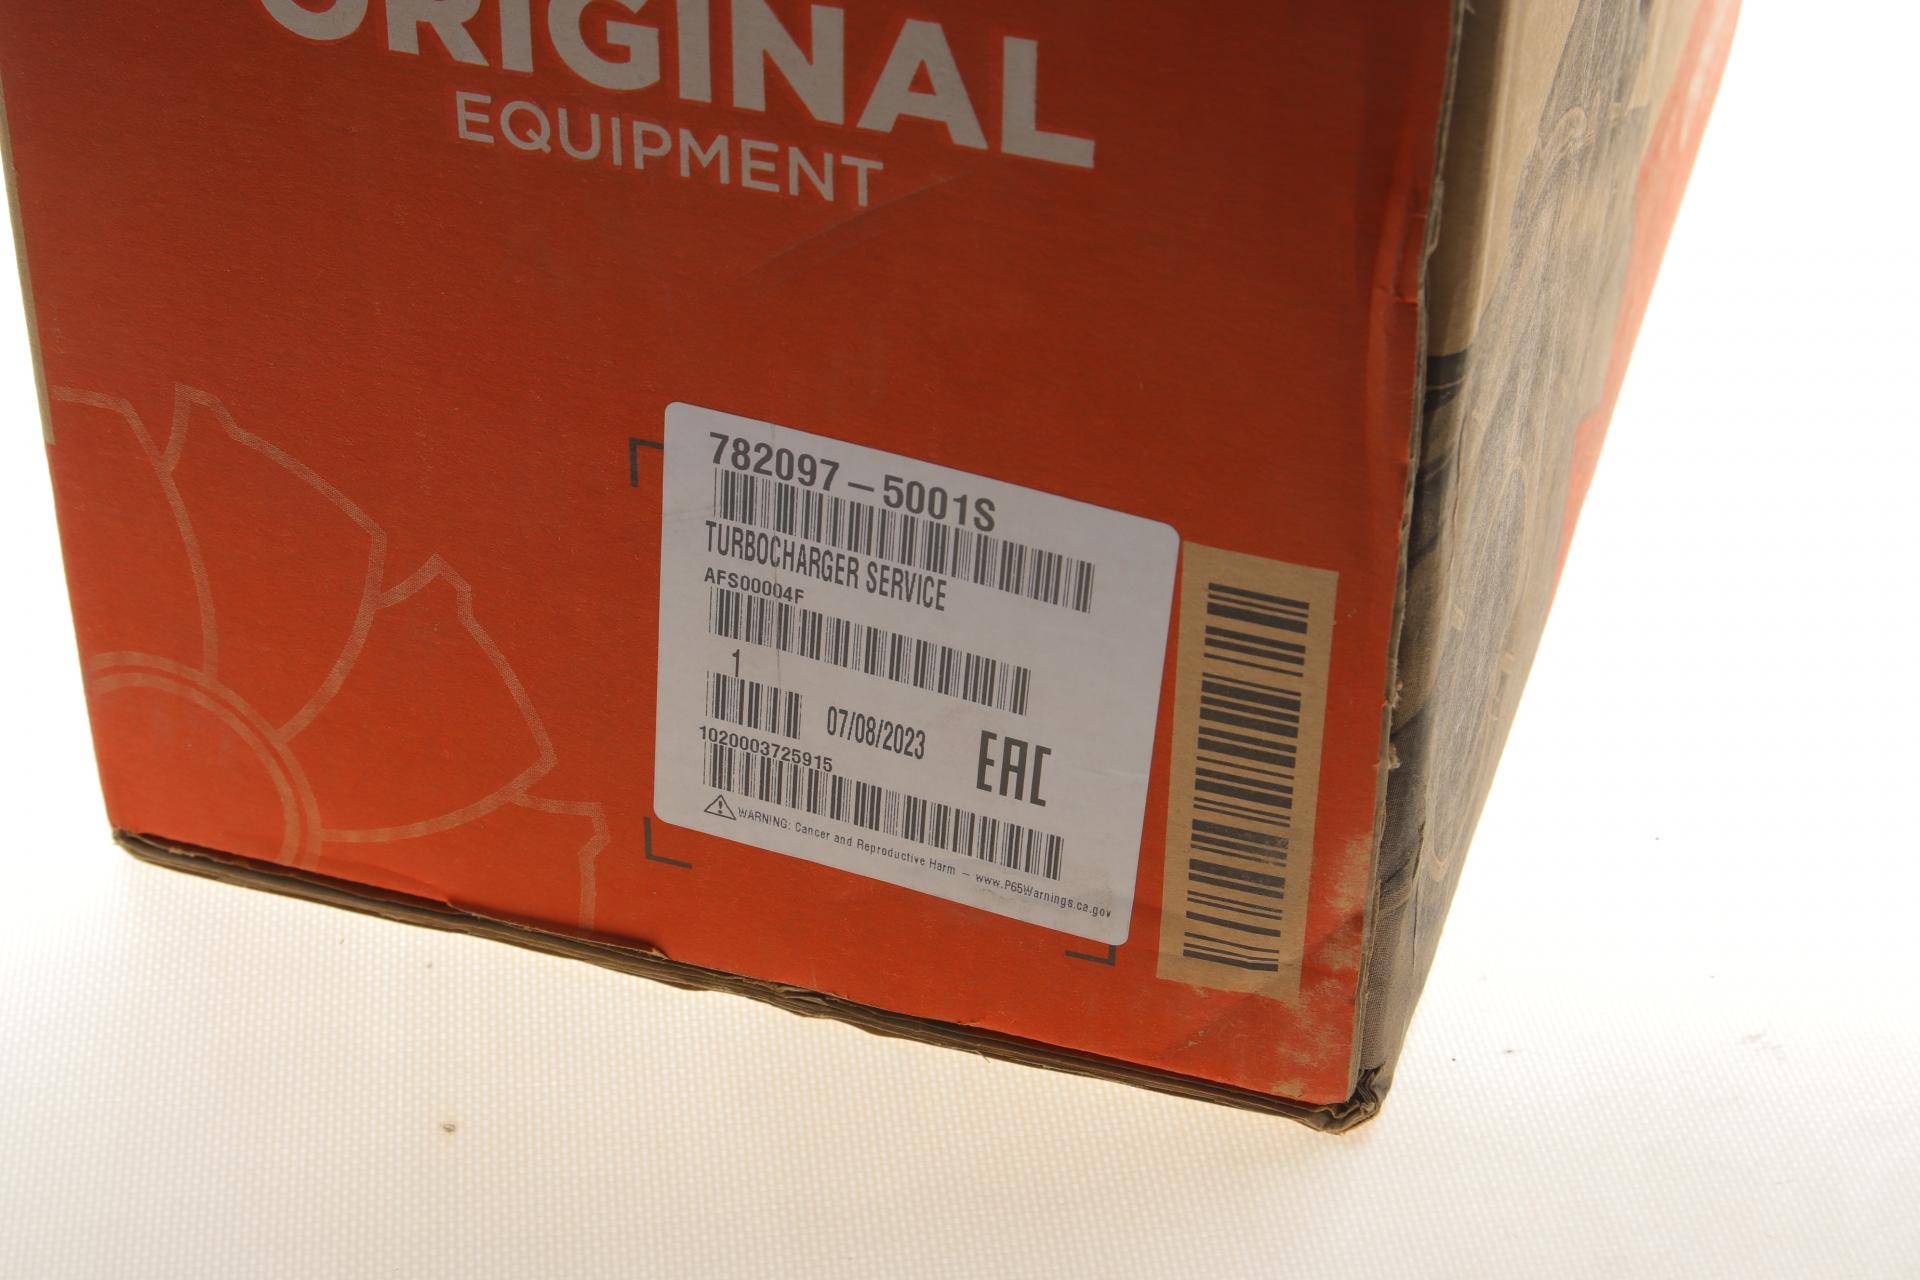 ORIGINAL
EQUIPMENT
782097-5001S
TURBOCHARGER SERVICE
AFS00004F
1
07/08/2023
EAC
1020003725915
WARNING: Cancer and Reproductive Harm - www.P65Warnings.ca.gov